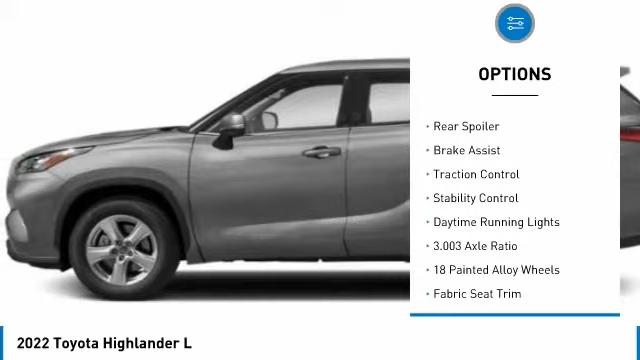 OPTIONS
• Rear Spoiler
• Brake Assist
• Traction Control
• Stability Control
• Daytime Running Lights
• 3.003 Axle Ratio
• 18 Painted Alloy Wheels
• Fabric Seat Trim
2022 Toyota Highlander L